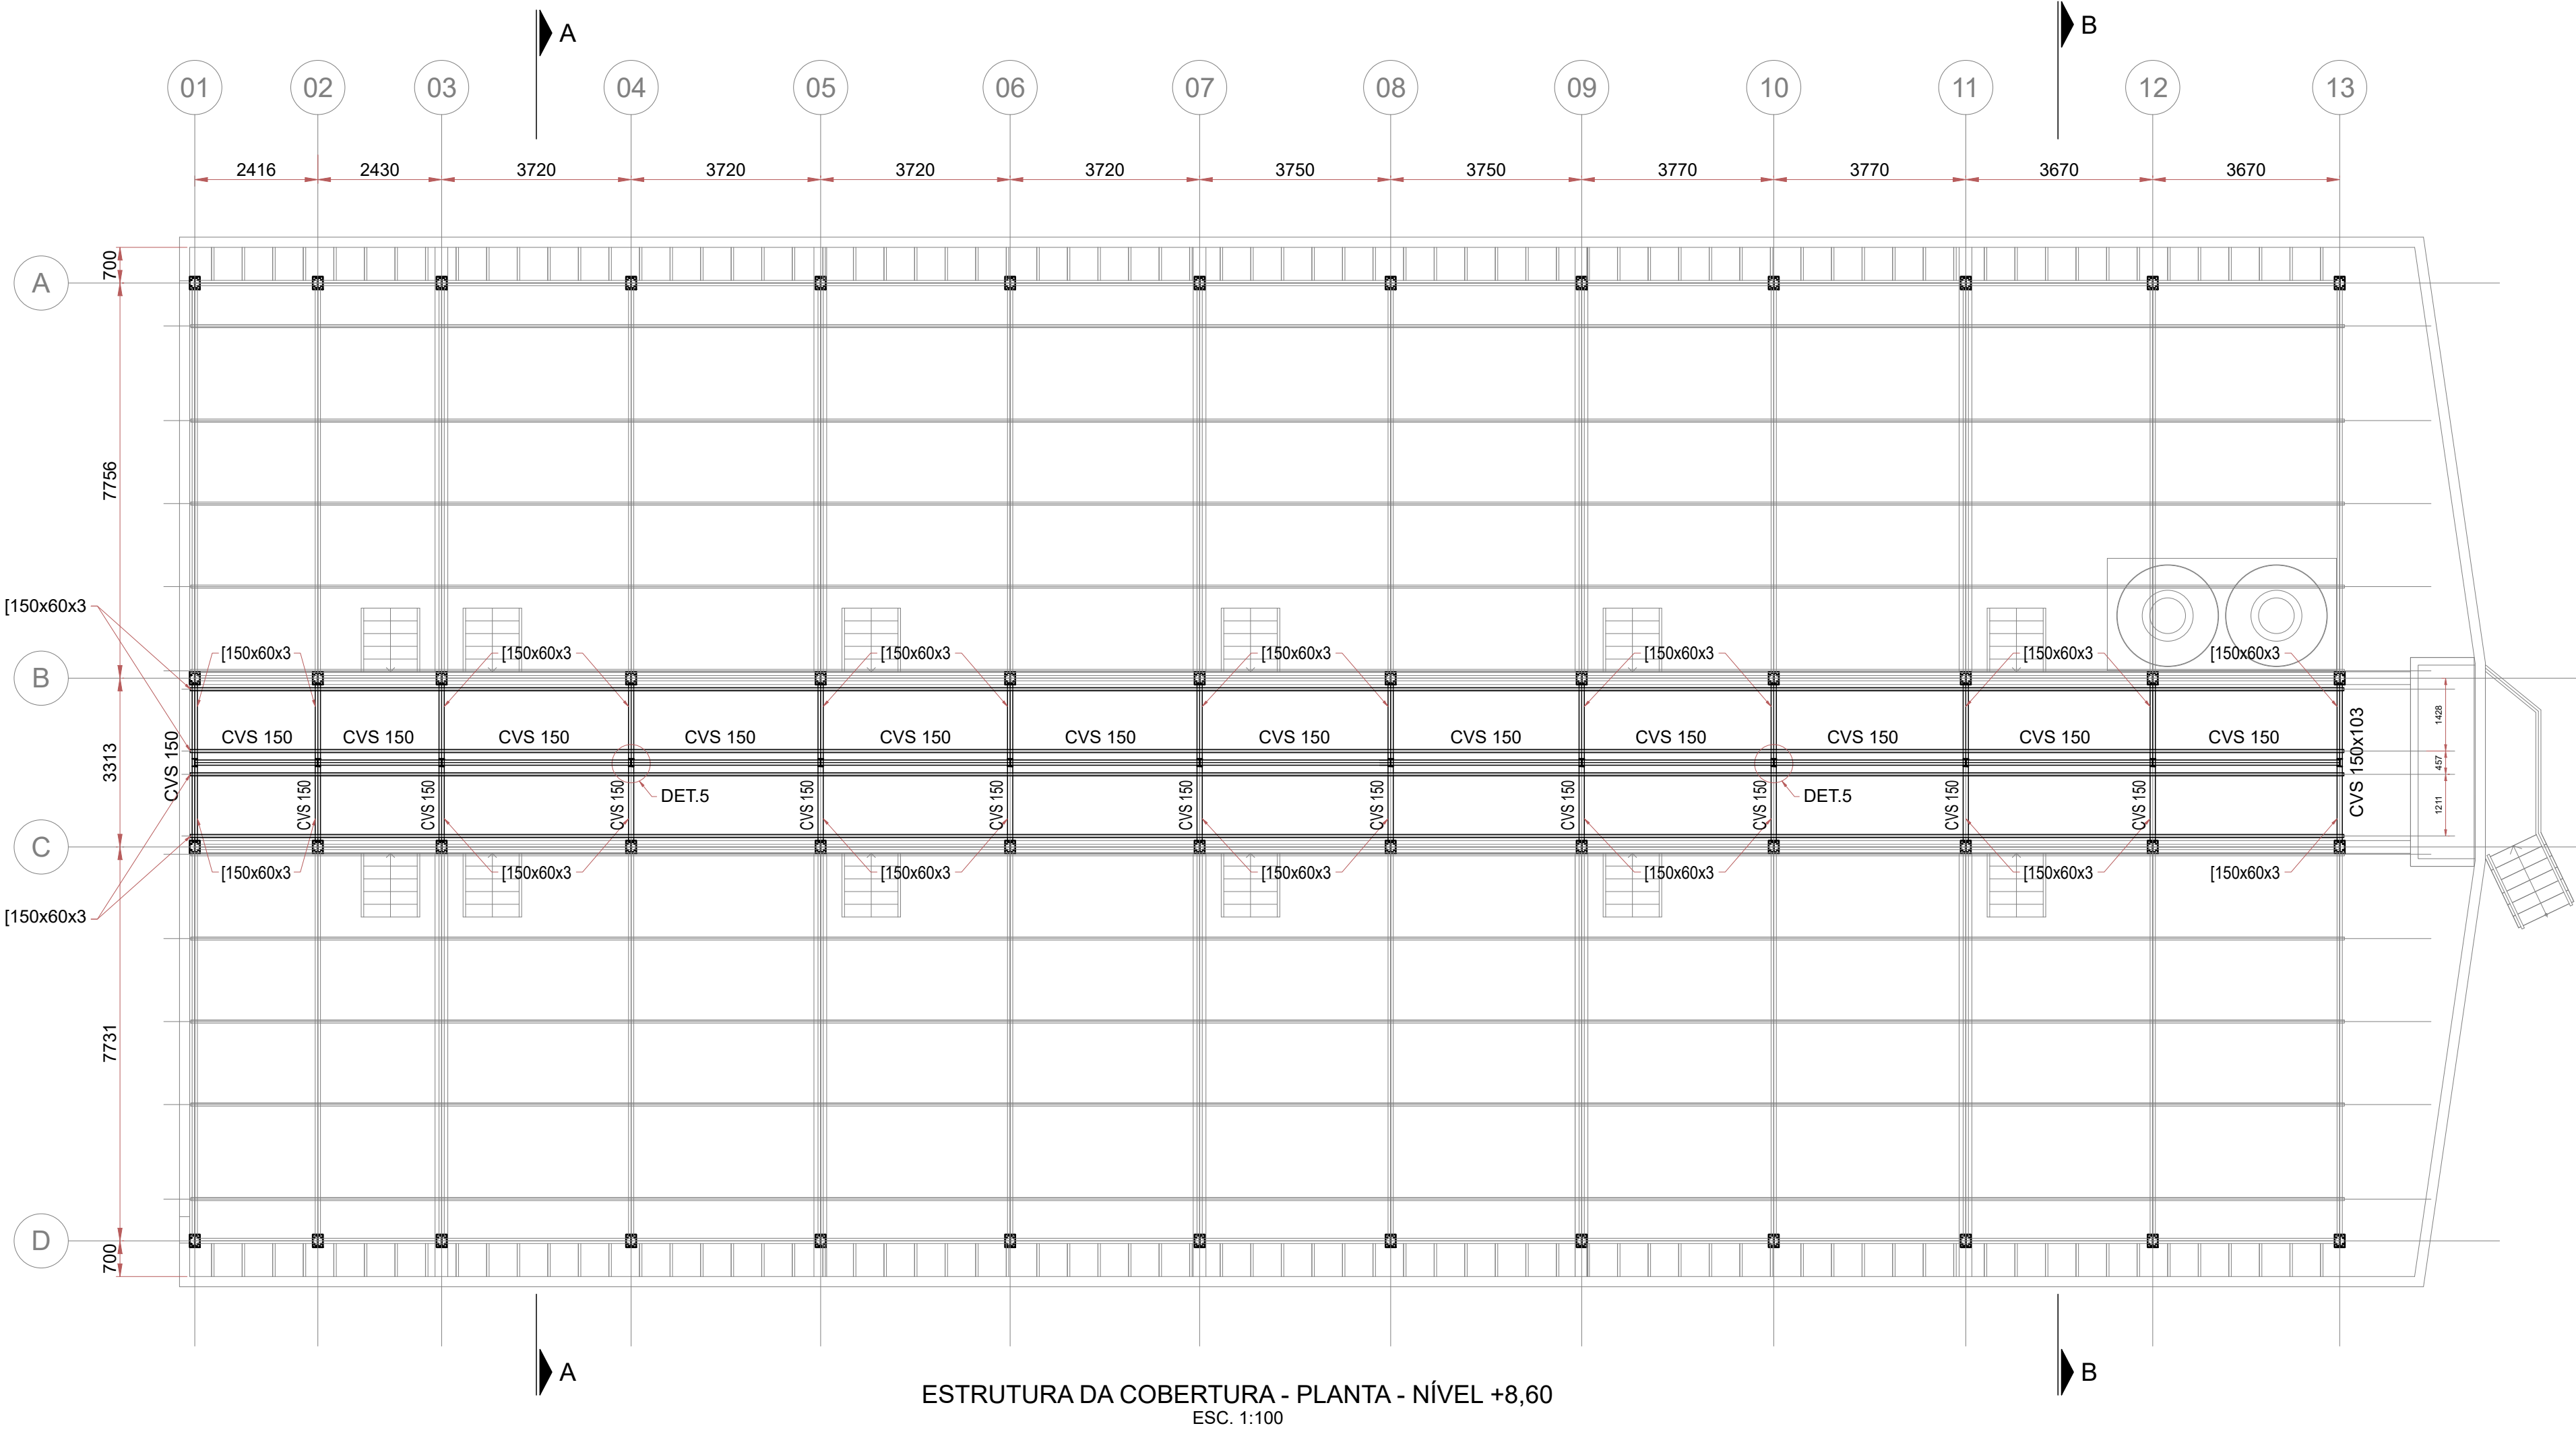 A B
01 02 03 04 05 06 07 08 09 10 11 12 13
2416 2430 3720 3720 3720 3720 3750 3750 3770 3770 3670 3670
700
A
7756
[150x60x3
[150x60x3 [150x60x3 [150x60x3 [150x60x3 [150x60x3 [150x60x3 [150x60x3
B
1428
CVS 150 CVS 150 CVS 150 CVS 150 CVS 150 CVS 150 CVS 150 CVS 150 CVS 150 CVS 150 CVS 150 CVS 150
CVS 150
3313
CVS 150x103
457
DET.5 DET.5
CVS 150 CVS 150 CVS 150 CVS 150 CVS 150 CVS 150 CVS 150 CVS 150 CVS 150 CVS 150 CVS 150
1211
C
[150x60x3 [150x60x3 [150x60x3 [150x60x3 [150x60x3 [150x60x3 [150x60x3
[150x60x3
7731
D
700
A B
ESTRUTURA DA COBERTURA - PLANTA - NÍVEL +8,60
ESC. 1:100